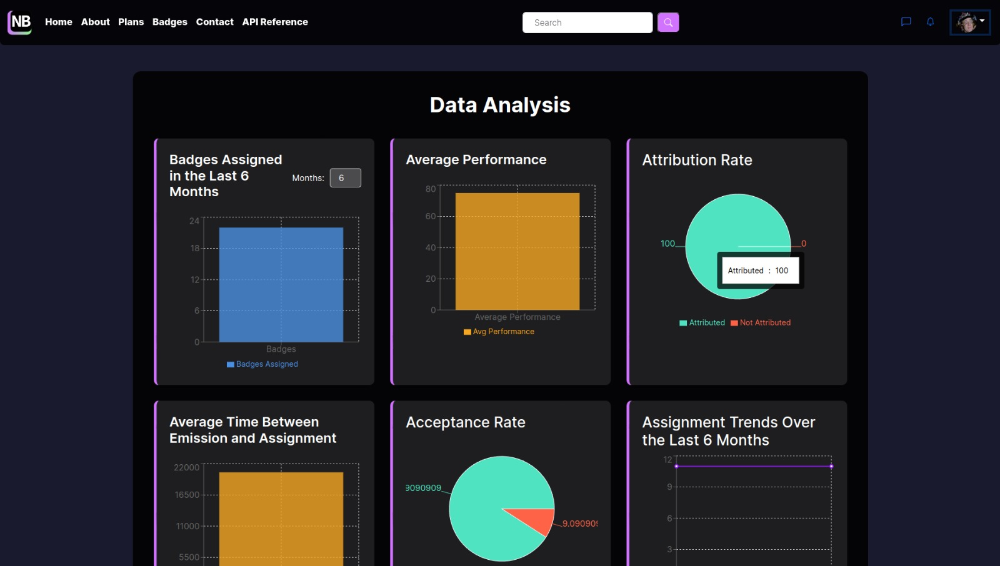 NB
Home About Plans Badges Contact API Reference
Search
Data Analysis
Badges Assigned
in the Last 6
Months
Months: 6
24
18
12
6
0
Badges
Badges Assigned
Average Performance
80
60
40
20
0
Average Performance
Avg Performance
Attribution Rate
100
0
Attributed : 100
Attributed Not Attributed
Average Time Between
Emission and Assignment
22000
16500
11000
5500
Acceptance Rate
9090909
9.090909
Assignment Trends Over
the Last 6 Months
12
9
6
3